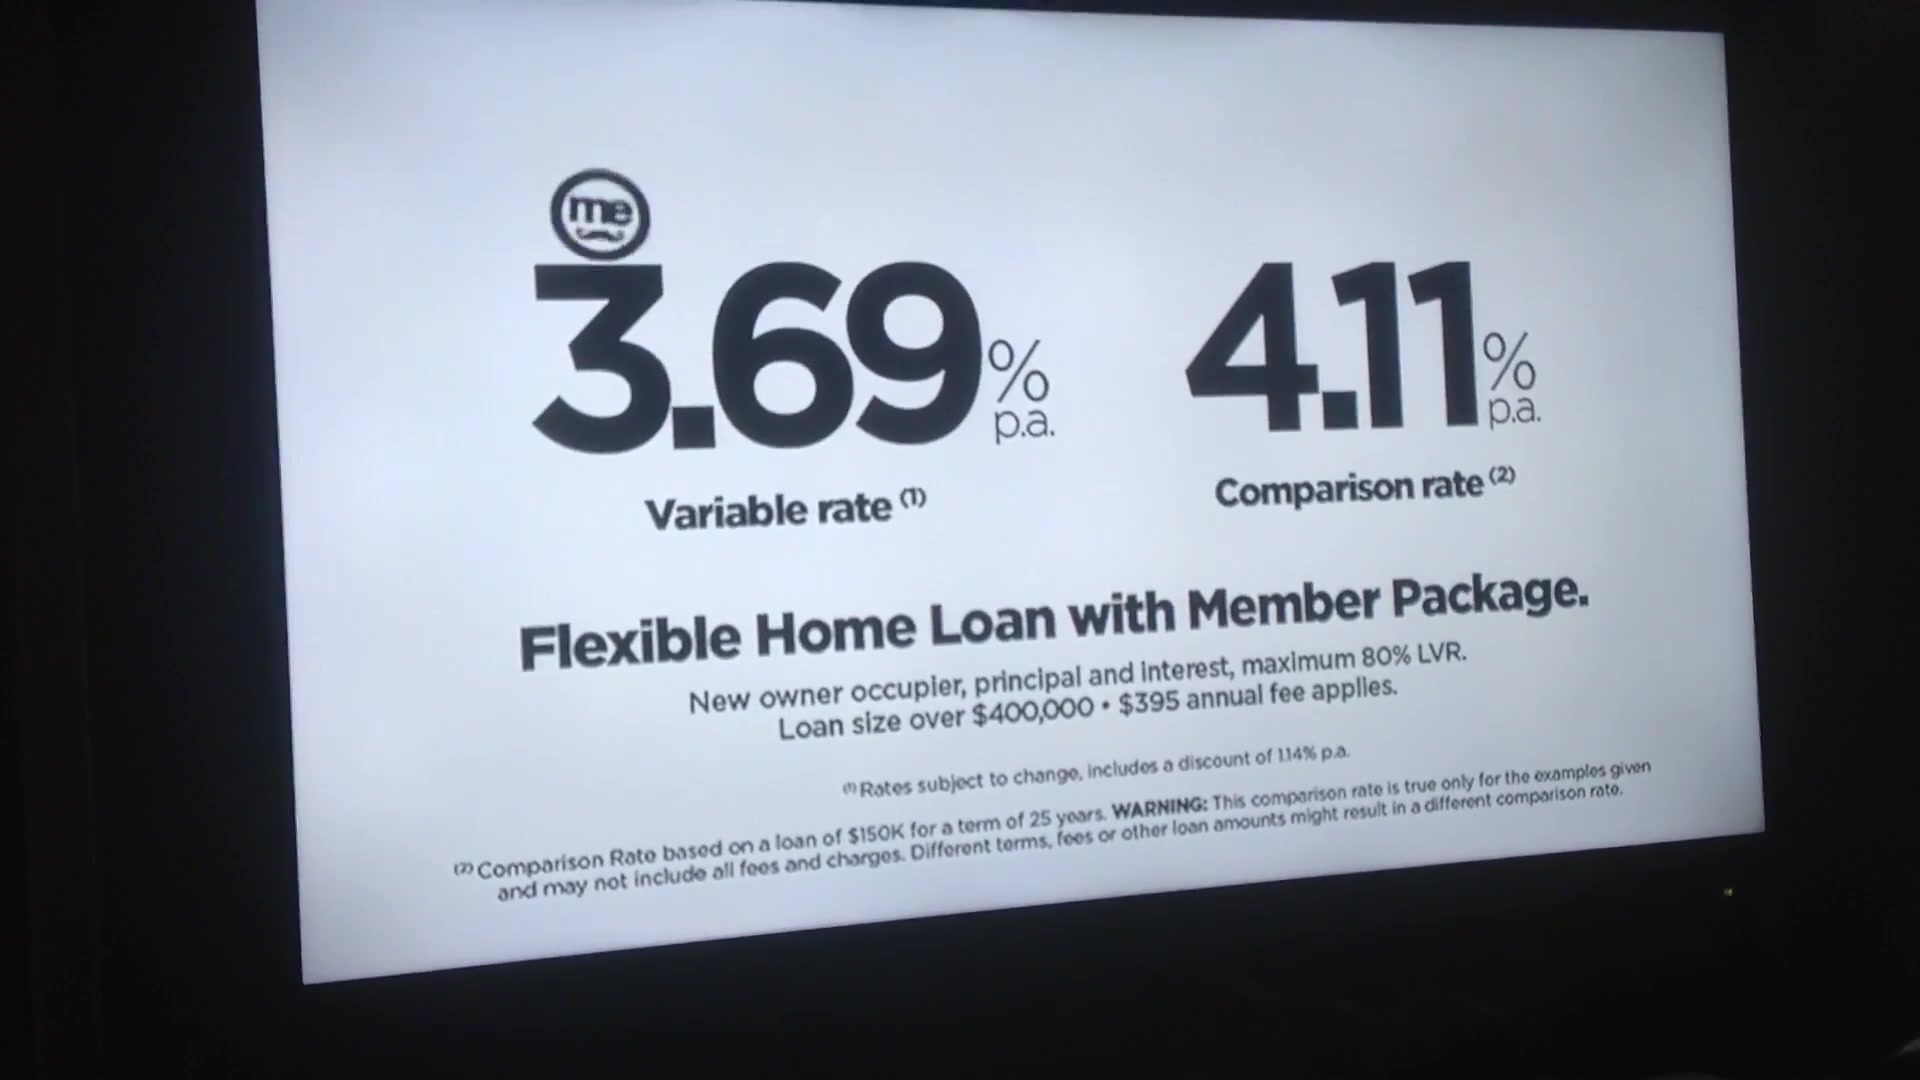 me
3.69% p.a.
4.11% p.a.
Variable rate (1)
Comparison rate (2)
Flexible Home Loan with Member Package.
New owner occupier, principal and interest, maximum 80% LVR.
Loan size over $400,000 • $395 annual fee applies.
(1) Rates subject to change, includes a discount of 1.14% p.a.
(2) Comparison Rate based on a loan of $150K for a term of 25 years. WARNING: This comparison rate is true only for the examples given
and may not include all fees and charges. Different terms, fees or other loan amounts might result in a different comparison rate.